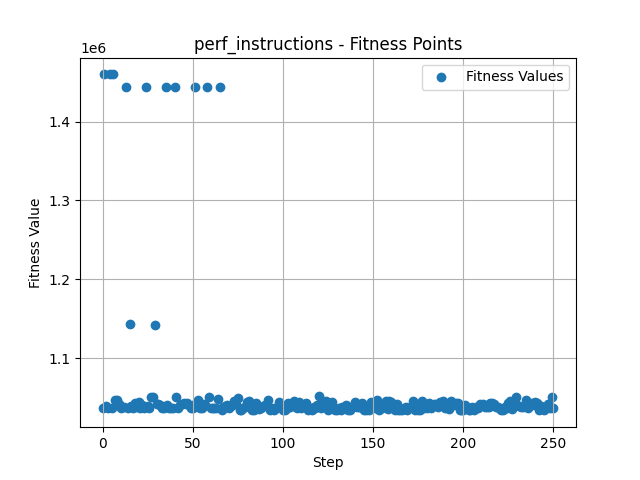 perf_instructions - Fitness Points
1e6
Fitness Values
1.4
1.3
1.2
1.1
Fitness Value
0
50
100
150
200
250
Step